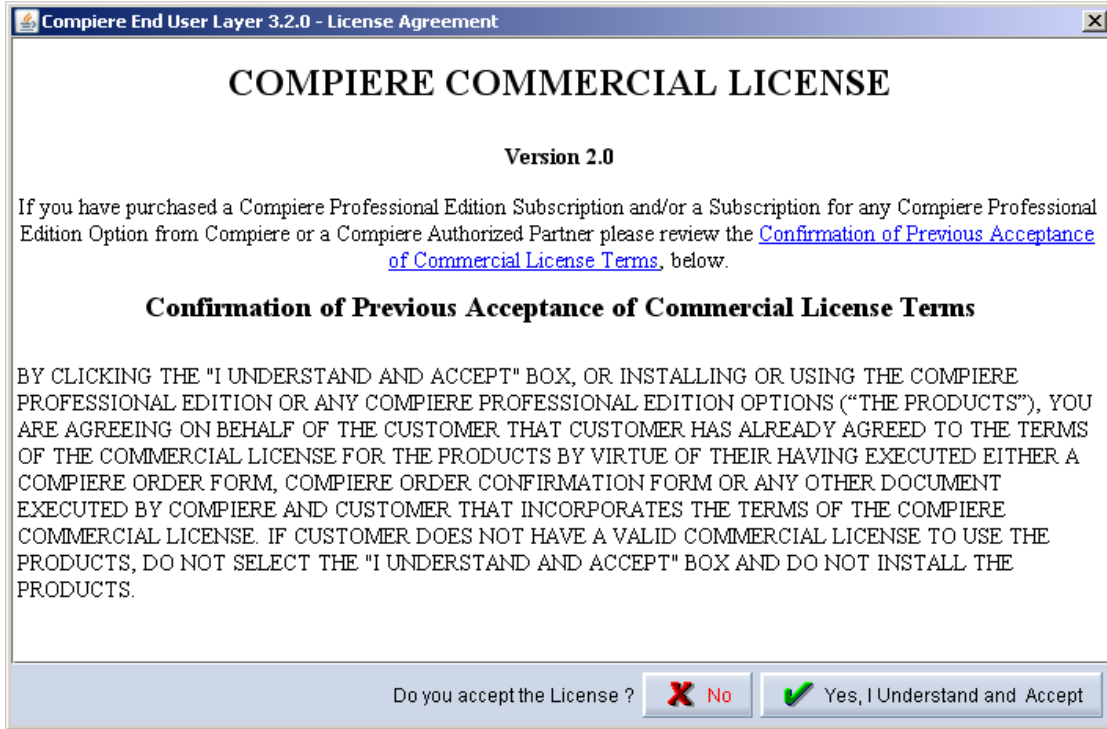 Compiere End User Layer 3.2.0 - License Agreement
COMPIERE COMMERCIAL LICENSE
Version 2.0
If you have purchased a Compiere Professional Edition Subscription and/or a Subscription for any Compiere Professional
Edition Option from Compiere or a Compiere Authorized Partner please review the Confirmation of Previous Acceptance
of Commercial License Terms, below.
Confirmation of Previous Acceptance of Commercial License Terms
BY CLICKING THE "I UNDERSTAND AND ACCEPT" BOX, OR INSTALLING OR USING THE COMPIERE
PROFESSIONAL EDITION OR ANY COMPIERE PROFESSIONAL EDITION OPTIONS (“THE PRODUCTS”), YOU
ARE AGREEING ON BEHALF OF THE CUSTOMER THAT CUSTOMER HAS ALREADY AGREED TO THE TERMS
OF THE COMMERCIAL LICENSE FOR THE PRODUCTS BY VIRTUE OF THEIR HAVING EXECUTED EITHER A
COMPIERE ORDER FORM, COMPIERE ORDER CONFIRMATION FORM OR ANY OTHER DOCUMENT
EXECUTED BY COMPIERE AND CUSTOMER THAT INCORPORATES THE TERMS OF THE COMPIERE
COMMERCIAL LICENSE. IF CUSTOMER DOES NOT HAVE A VALID COMMERCIAL LICENSE TO USE THE
PRODUCTS, DO NOT SELECT THE "I UNDERSTAND AND ACCEPT" BOX AND DO NOT INSTALL THE
PRODUCTS.
Do you accept the License ? No Yes, I Understand and Accept